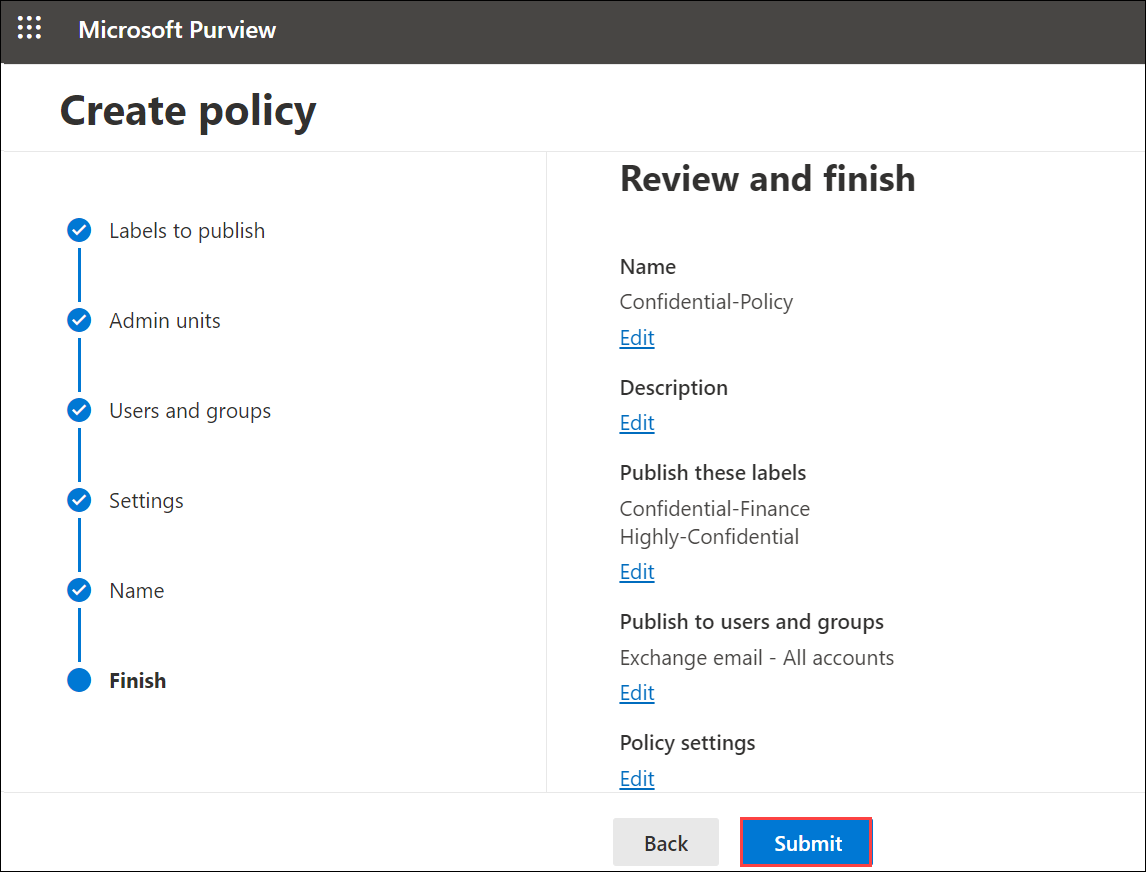 Microsoft Purview
Create policy
Labels to publish
Admin units
Users and groups
Settings
Name
Finish
Review and finish
Name
Confidential-Policy
Edit
Description
Edit
Publish these labels
Confidential-Finance
Highly-Confidential
Edit
Publish to users and groups
Exchange email - All accounts
Edit
Policy settings
Edit
Back
Submit